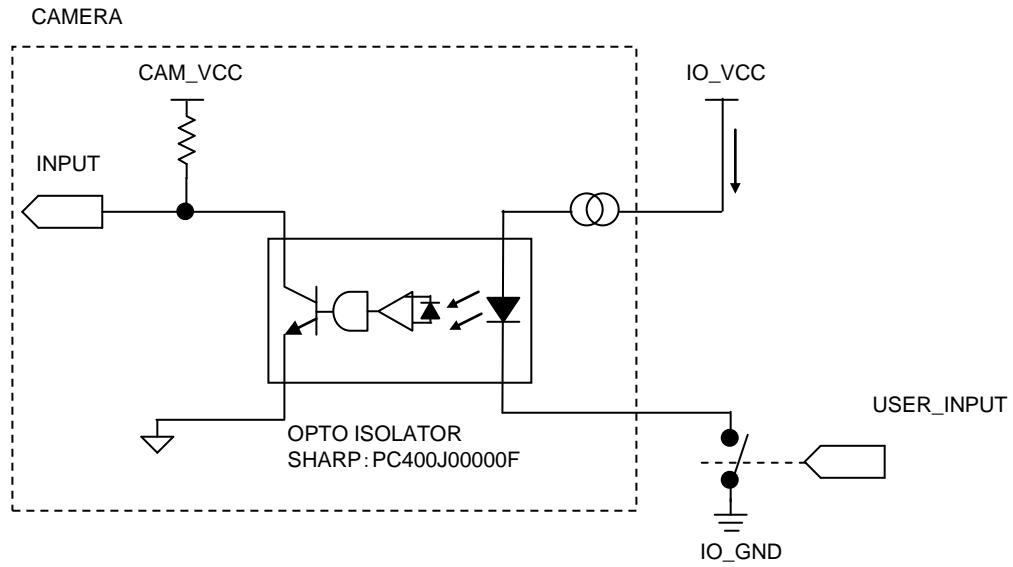 CAMERA
CAM_VCC
IO_VCC
INPUT
USER_INPUT
OPTO ISOLATOR
SHARP:PC400J00000F
IO_GND